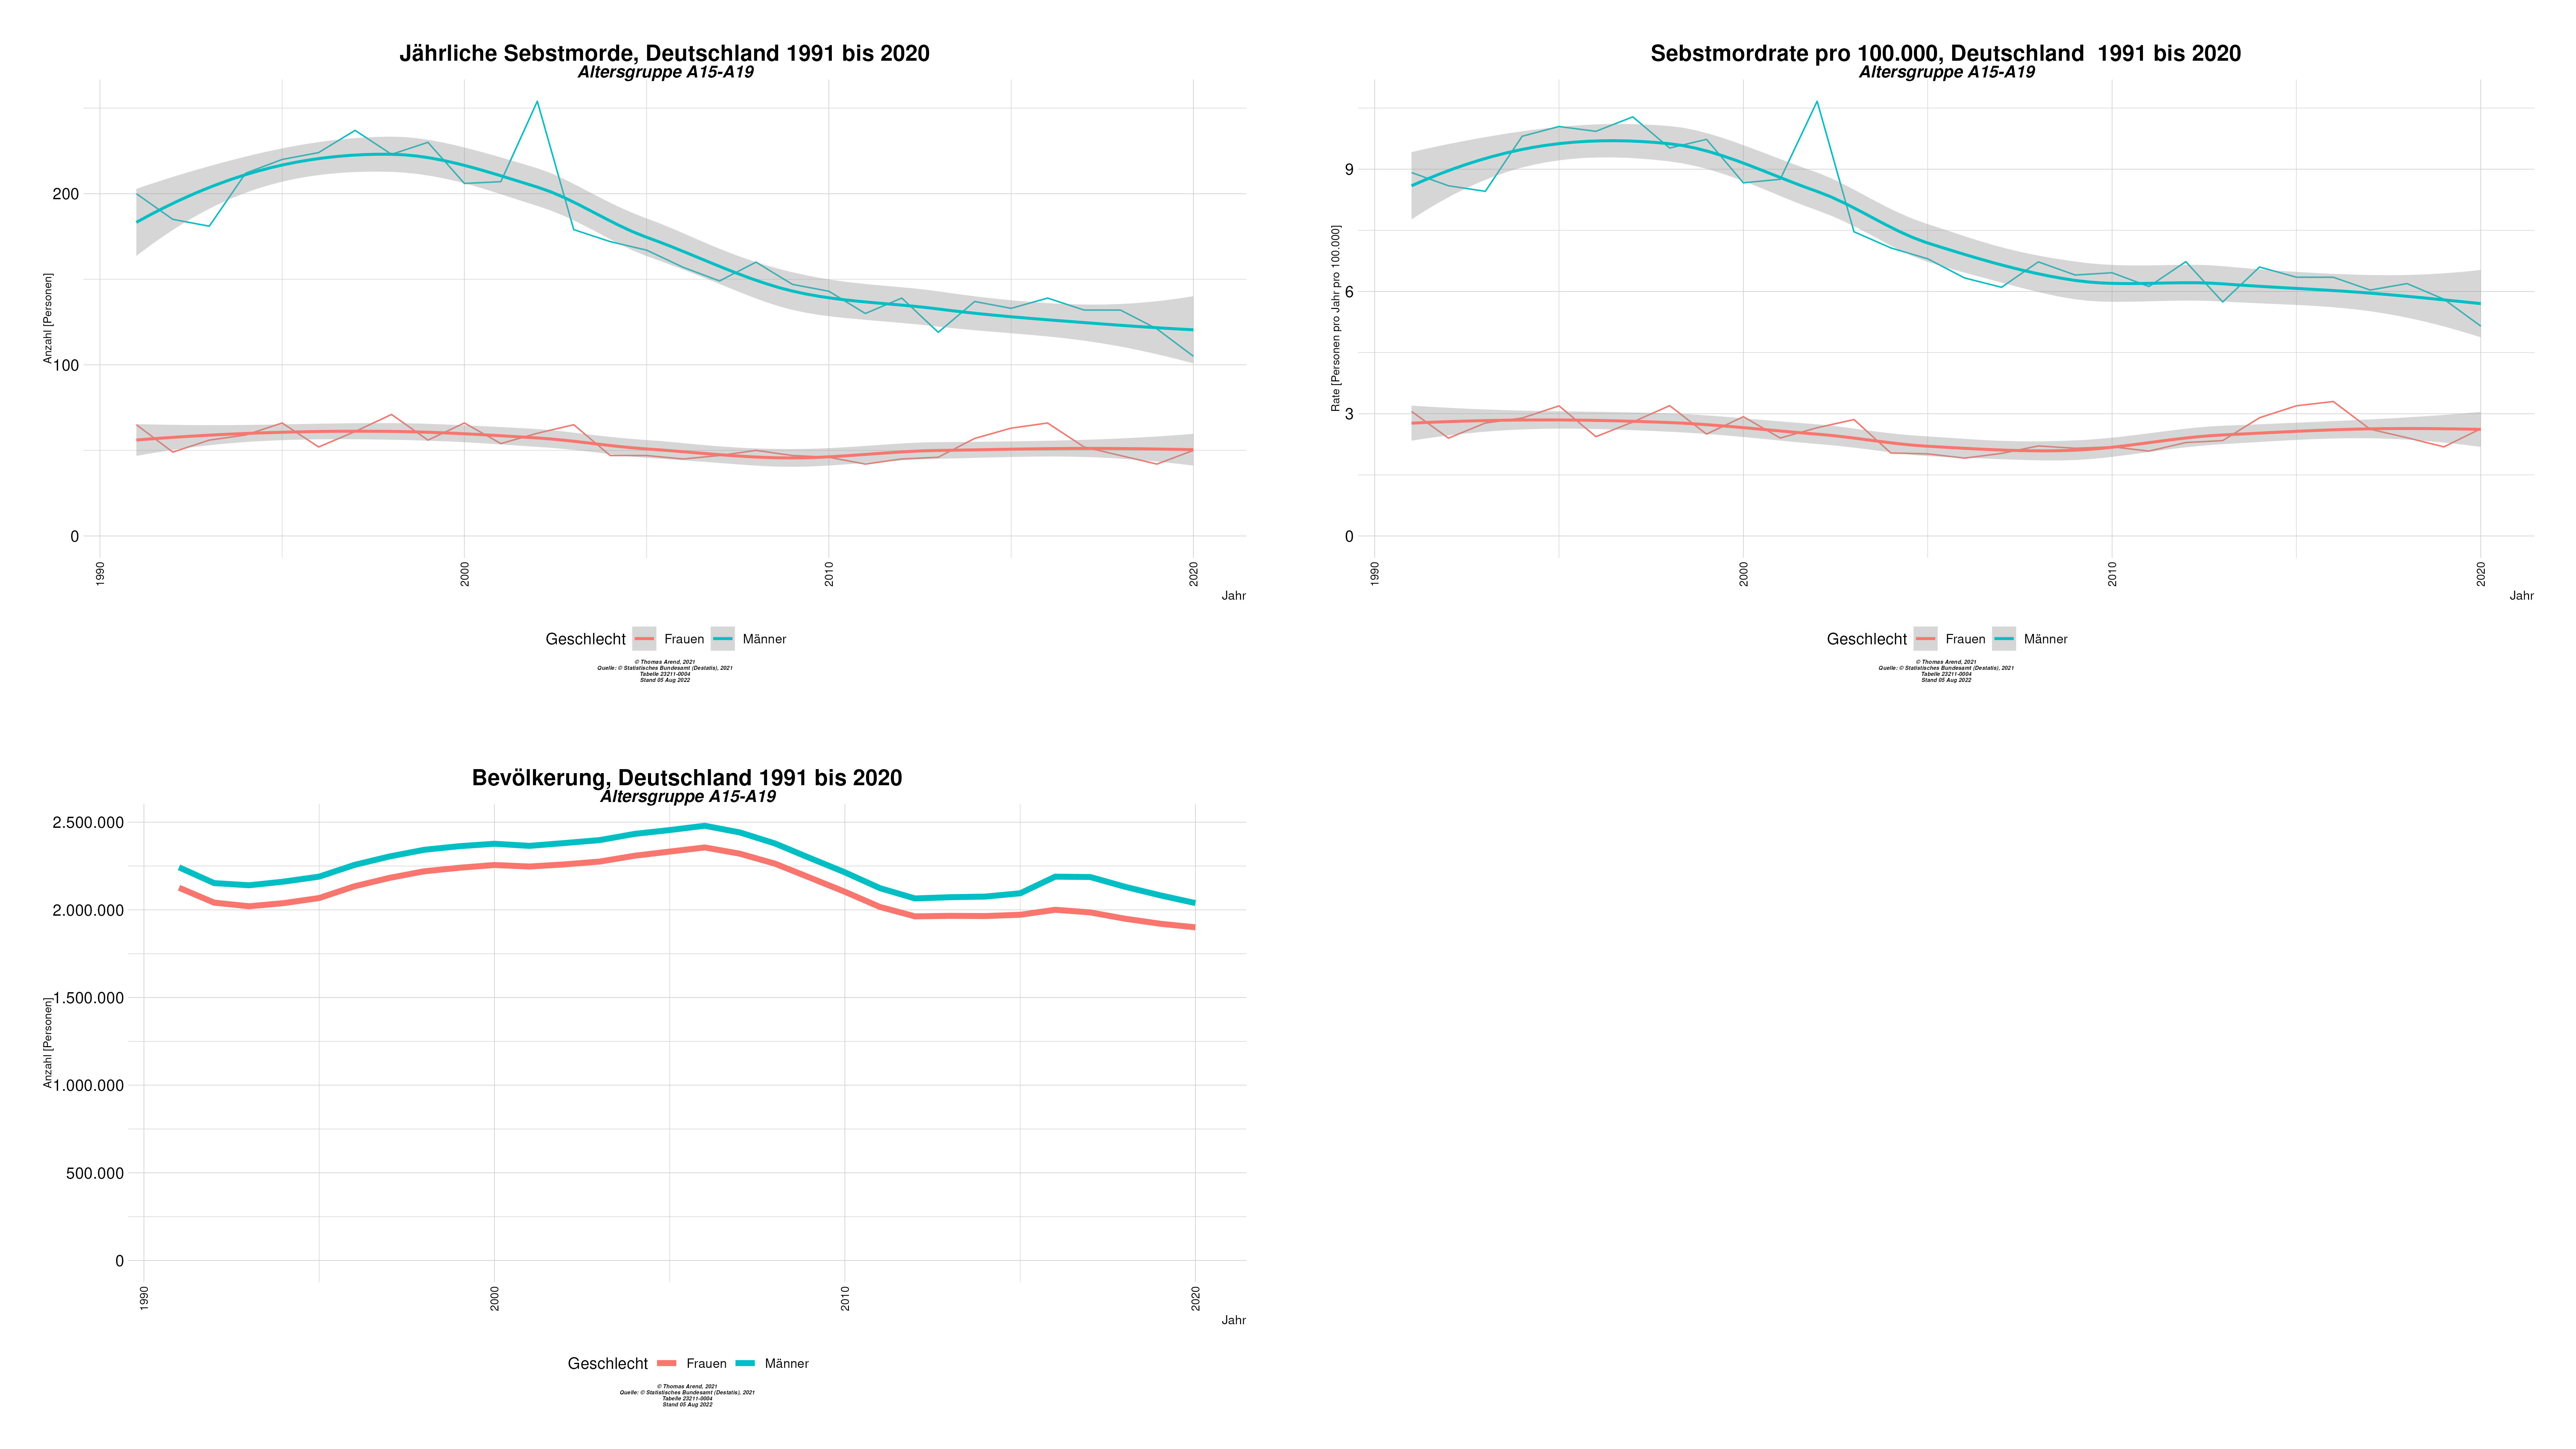 Jährliche Sebstmorde, Deutschland 1991 bis 2020
Altersgruppe A15-A19
Anzahl [Personen]
200
100
0
1990
2000
2010
2020
Jahr
Geschlecht Frauen Männer
© Thomas Arend, 2021
Quelle: © Statistisches Bundesamt (Destatis), 2021
Tabelle 23211-0004
Stand 05 Aug 2022
Sebstmordrate pro 100.000, Deutschland  1991 bis 2020
Altersgruppe A15-A19
Rate [Personen pro Jahr pro 100.000]
9
6
3
0
1990
2000
2010
2020
Jahr
Geschlecht Frauen Männer
© Thomas Arend, 2021
Quelle: © Statistisches Bundesamt (Destatis), 2021
Tabelle 23211-0004
Stand 05 Aug 2022
Bevölkerung, Deutschland 1991 bis 2020
Altersgruppe A15-A19
Anzahl [Personen]
2.500.000
2.000.000
1.500.000
1.000.000
500.000
0
1990
2000
2010
2020
Jahr
Geschlecht Frauen Männer
© Thomas Arend, 2021
Quelle: © Statistisches Bundesamt (Destatis), 2021
Tabelle 23211-0004
Stand 05 Aug 2022